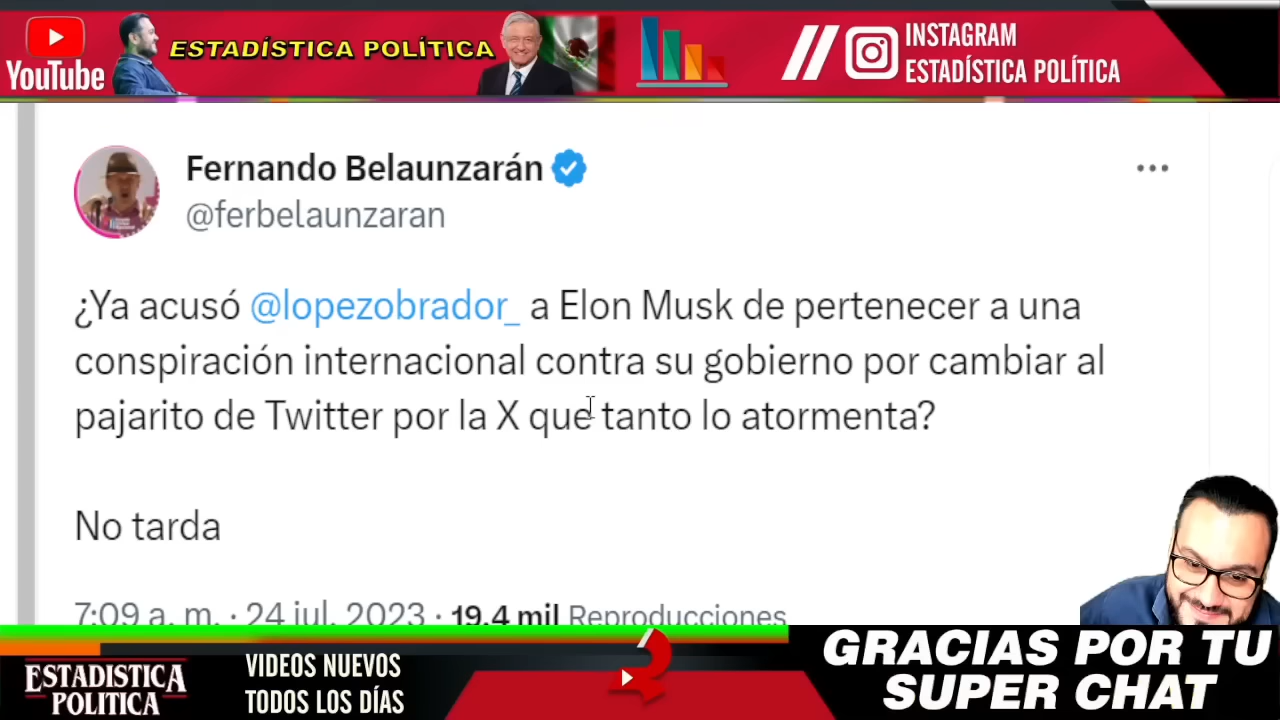 YouTube
ESTADÍSTICA POLÍTICA
INSTAGRAM
ESTADÍSTICA POLÍTICA
Fernando Belaunzarán
@ferbelaunzaran
¿Ya acusó @lopezobrador_ a Elon Musk de pertenecer a una
conspiración internacional contra su gobierno por cambiar al
pajarito de Twitter por la X que tanto lo atormenta?
No tarda
7:09 a. m. · 24 jul. 2023 · 19.4 mil Reproducciones
ESTADISTICA
POLÍTICA
VIDEOS NUEVOS
TODOS LOS DÍAS
GRACIAS POR TU
SUPER CHAT